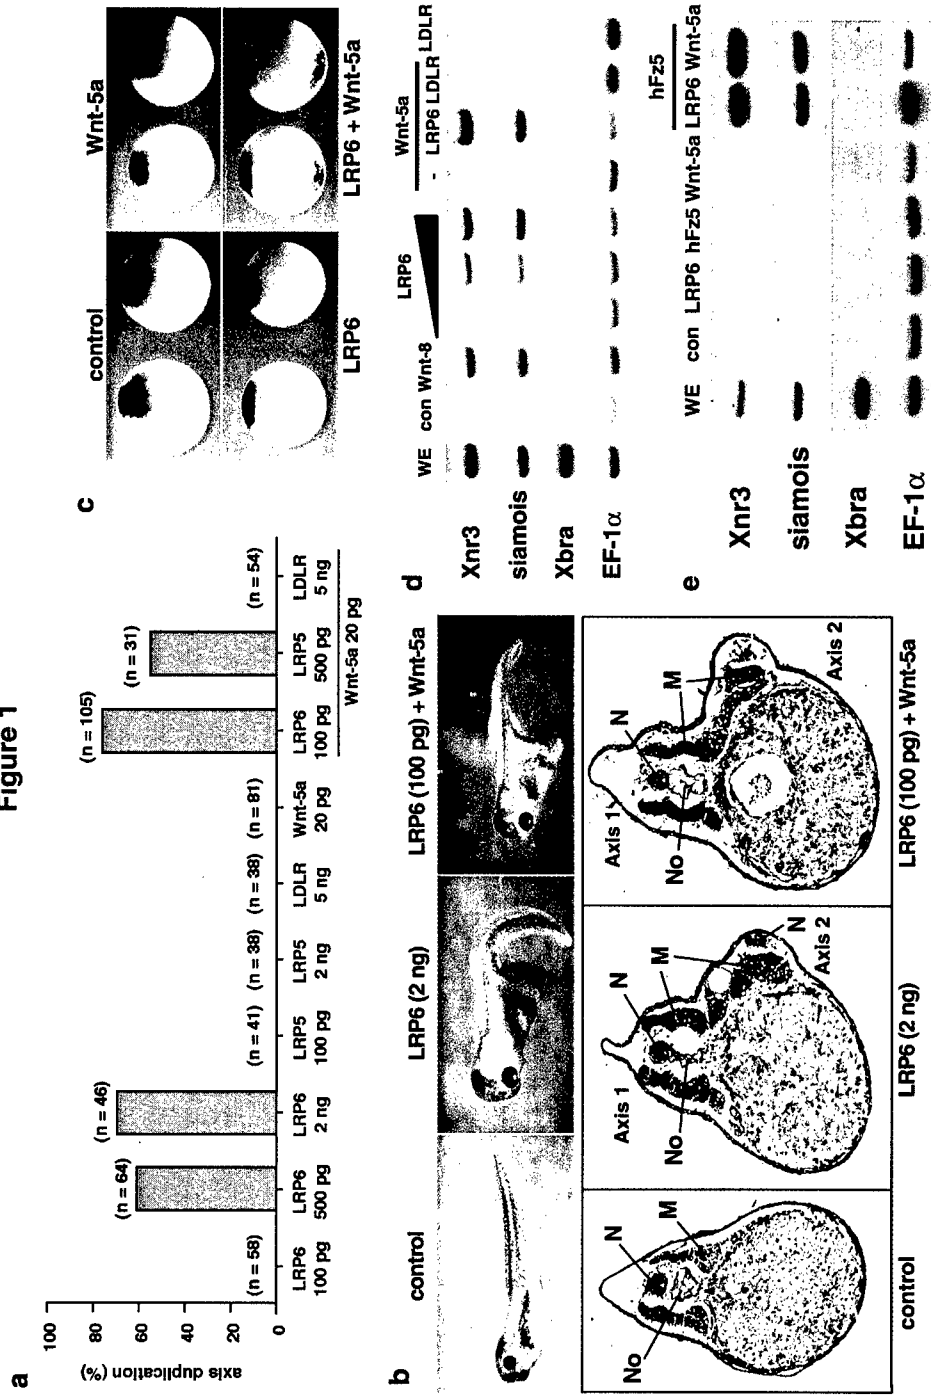 Figure 1
a
axis duplication (%)
100
80
60
40
20
0
(n = 58)
(n = 64)
(n = 46)
(n = 41)
(n = 38)
(n = 38)
(n = 81)
(n = 105)
(n = 31)
(n = 54)
LRP6 LRP6 LRP6 LRP5 LRP5 LDLR Wnt-5a LRP6 LRP5 LDLR
100 pg 500 pg 2 ng 100 pg 2 ng 5 ng 20 pg 100 pg 500 pg 5 ng
Wnt-5a 20 pg
b
control LRP6 (2 ng) LRP6 (100 pg) + Wnt-5a
No N M
Axis 1 No N M N Axis 2
Axis 1 No N M Axis 2
control LRP6 (2 ng) LRP6 (100 pg) + Wnt-5a
c
control Wnt-5a
LRP6 LRP6 + Wnt-5a
d
LRP6 Wnt-5a
WE con Wnt-8 - LRP6 LDLR LDLR
Xnr3
siamois
Xbra
EF-1α
e
hFz5
WE con LRP6 hFz5 Wnt-5a LRP6 Wnt-5a
Xnr3
siamois
Xbra
EF-1α